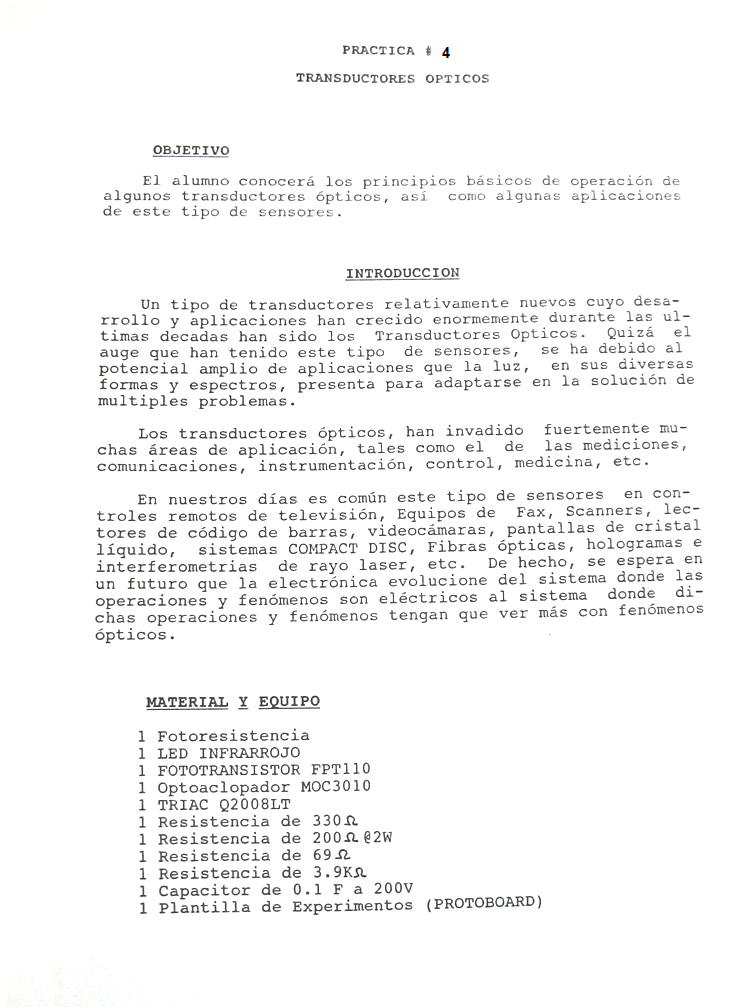 PRACTICA # 4
TRANSDUCTORES OPTICOS
OBJETIVO
El alumno conocerá los principios básicos de operación de
algunos transductores ópticos, así como algunas aplicaciones
de este tipo de sensores.
INTRODUCCION
Un tipo de transductores relativamente nuevos cuyo desa-
rrollo y aplicaciones han crecido enormemente durante las ul-
timas decadas han sido los Transductores Opticos. Quizá el
auge que han tenido este tipo de sensores, se ha debido al
potencial amplio de aplicaciones que la luz, en sus diversas
formas y espectros, presenta para adaptarse en la solución de
multiples problemas.
Los transductores ópticos, han invadido fuertemente mu-
chas áreas de aplicación, tales como el de las mediciones,
comunicaciones, instrumentación, control, medicina, etc.
En nuestros días es común este tipo de sensores en con-
troles remotos de televisión, Equipos de Fax, Scanners, lec-
tores de código de barras, videocámaras, pantallas de cristal
líquido, sistemas COMPACT DISC, Fibras ópticas, hologramas e
interferometrias de rayo laser, etc. De hecho, se espera en
un futuro que la electrónica evolucione del sistema donde las
operaciones y fenómenos son eléctricos al sistema donde di-
chas operaciones y fenómenos tengan que ver más con fenómenos
ópticos.
MATERIAL Y EQUIPO
1 Fotoresistencia
1 LED INFRARROJO
1 FOTOTRANSISTOR FPT110
1 Optoaclopador MOC3010
1 TRIAC Q2008LT
1 Resistencia de 330Ω
1 Resistencia de 200Ω @2W
1 Resistencia de 69Ω
1 Resistencia de 3.9KΩ
1 Capacitor de 0.1 F a 200V
1 Plantilla de Experimentos (PROTOBOARD)